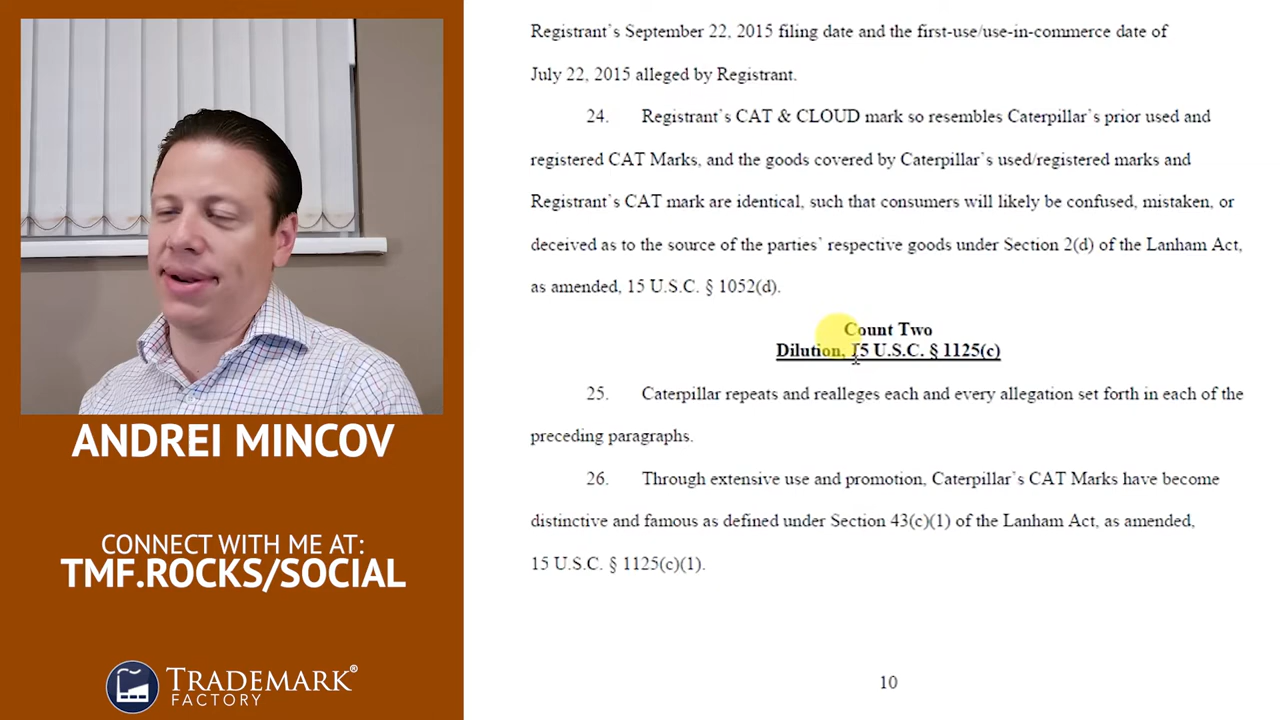 Registrant's September 22, 2015 filing date and the first-use/use-in-commerce date of
July 22, 2015 alleged by Registrant.
24. Registrant's CAT & CLOUD mark so resembles Caterpillar's prior used and
registered CAT Marks, and the goods covered by Caterpillar's used/registered marks and
Registrant's CAT mark are identical, such that consumers will likely be confused, mistaken, or
deceived as to the source of the parties' respective goods under Section 2(d) of the Lanham Act,
as amended, 15 U.S.C. § 1052(d).
Count Two
Dilution, 15 U.S.C. § 1125(c)
25. Caterpillar repeats and realleges each and every allegation set forth in each of the
preceding paragraphs.
26. Through extensive use and promotion, Caterpillar's CAT Marks have become
distinctive and famous as defined under Section 43(c)(1) of the Lanham Act, as amended,
15 U.S.C. § 1125(c)(1).
10
ANDREI MINCOV
CONNECT WITH ME AT:
TMF.ROCKS/SOCIAL
TRADEMARK®
FACTORY